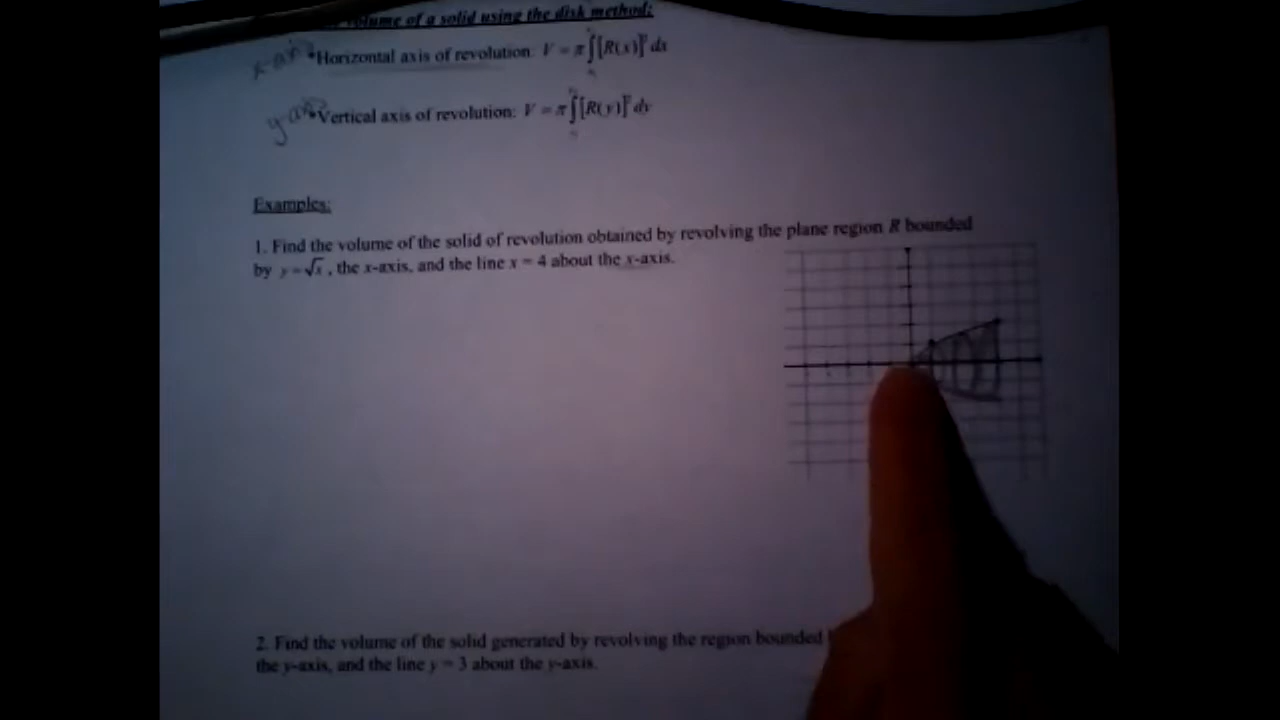 volume of a solid using the disk method:
x-axis •Horizontal axis of revolution: V = π∫[R(x)]² dx
y-axis •Vertical axis of revolution: V = π∫[R(y)]² dy
Examples:
1. Find the volume of the solid of revolution obtained by revolving the plane region R bounded
by y = √x, the x-axis, and the line x = 4 about the x-axis.
2. Find the volume of the solid generated by revolving the region bounded
the y-axis, and the line y = 3 about the y-axis.